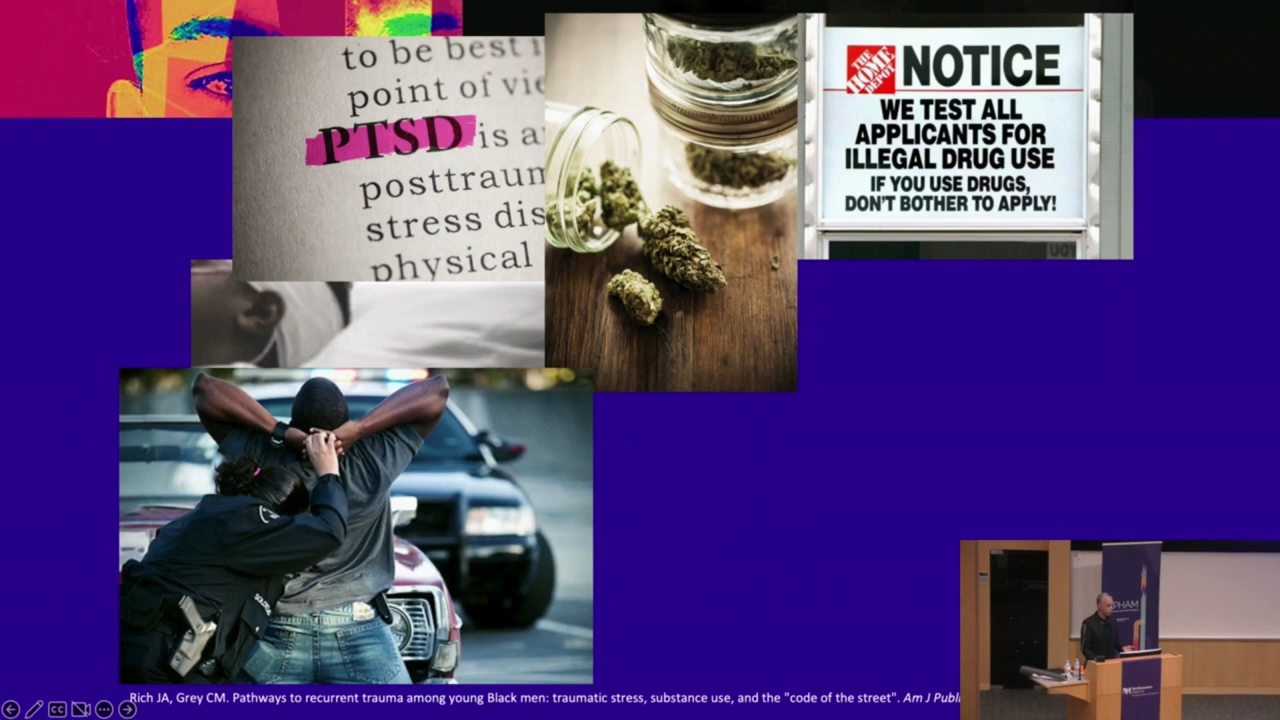 to be best
point of vie
PTSD is a
posttraum
stress dis
physical
THE HOME DEPOT
NOTICE
WE TEST ALL
APPLICANTS FOR
ILLEGAL DRUG USE
IF YOU USE DRUGS,
DON'T BOTHER TO APPLY!
PHAM
CC
Rich JA, Grey CM. Pathways to recurrent trauma among young Black men: traumatic stress, substance use, and the "code of the street". Am J Publi